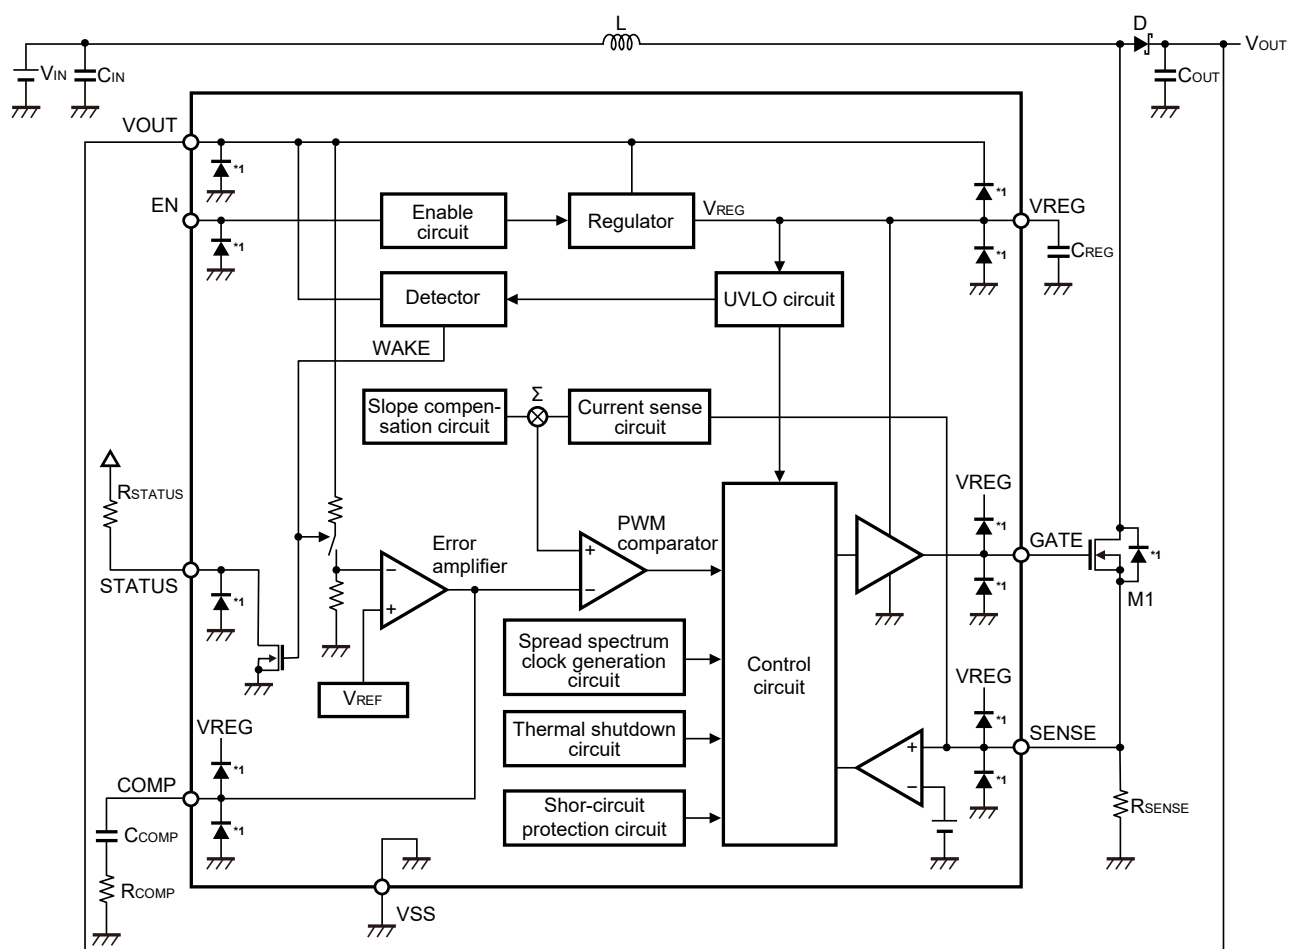 L
D
VOUT
VIN
CIN
COUT
VOUT
*1
*1
EN
Enable
circuit
Regulator
VREG
VREG
*1
*1
CREG
Detector
UVLO circuit
WAKE
Slope compen-
sation circuit
Σ
Current sense
circuit
RSTATUS
VREG
*1
PWM
comparator
Error
amplifier
+
−
−
+
GATE
*1
*1
M1
STATUS
*1
Spread spectrum
clock generation
circuit
Control
circuit
VREF
VREG
*1
VREG
*1
Thermal shutdown
circuit
SENSE
+
−
*1
COMP
*1
Shor-circuit
protection circuit
RSENSE
CCOMP
RCOMP
VSS